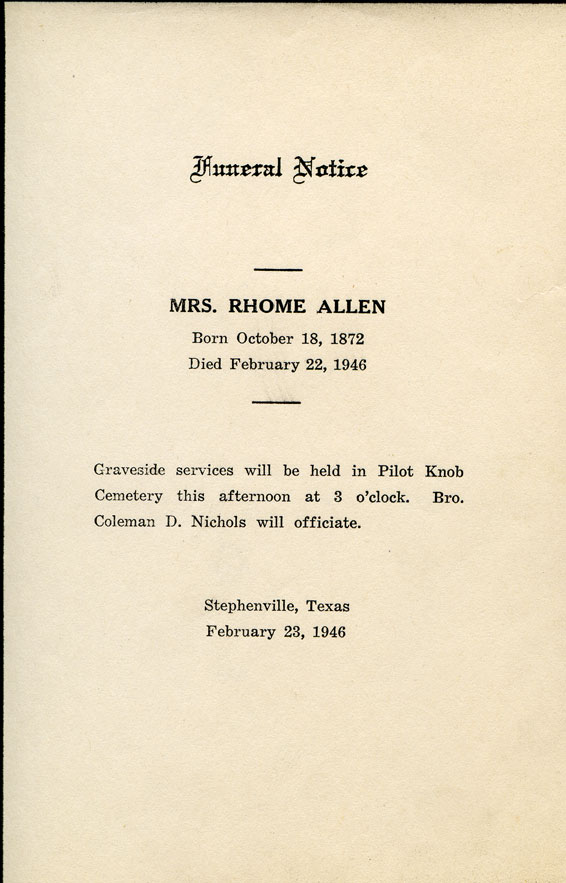 Funeral Notice
MRS. RHOME ALLEN
Born October 18, 1872
Died February 22, 1946
Graveside services will be held in Pilot Knob
Cemetery this afternoon at 3 o'clock. Bro.
Coleman D. Nichols will officiate.
Stephenville, Texas
February 23, 1946